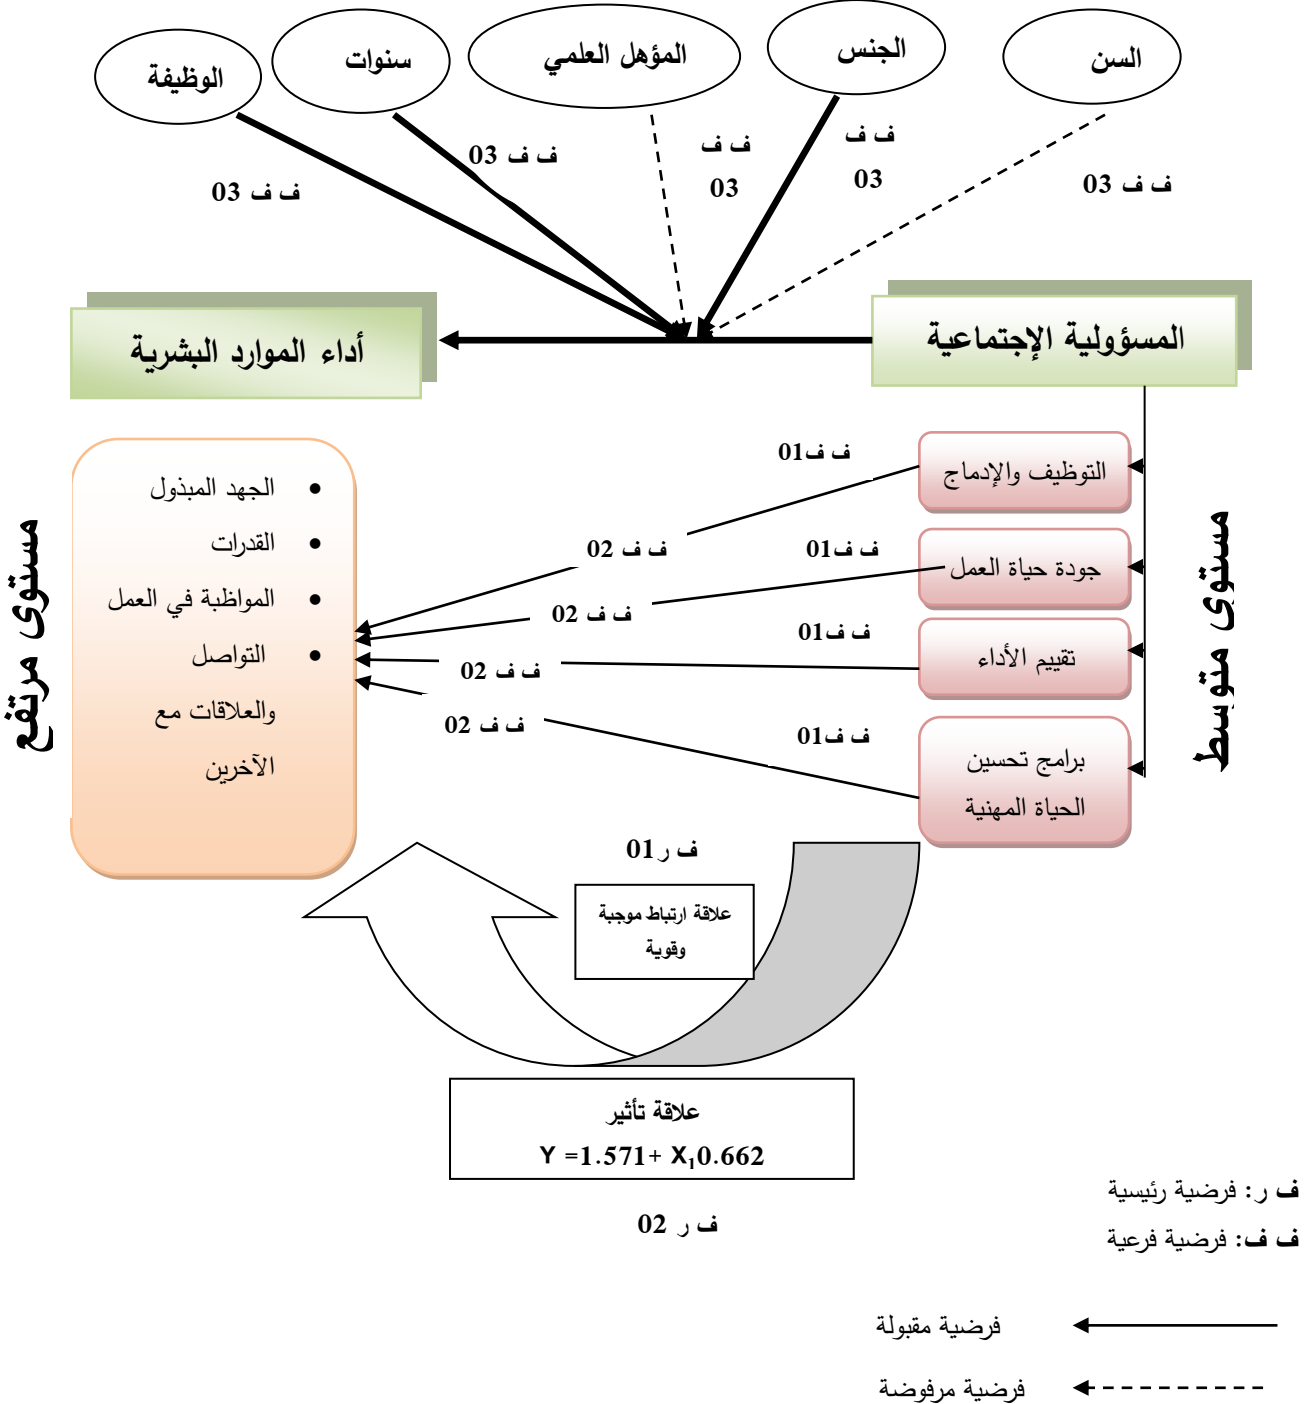 السن
الجنس
المؤهل العلمي
سنوات
الوظيفة
ف ف 03
ف ف
03
ف ف
03
ف ف 03
ف ف 03
المسؤولية الإجتماعية
أداء الموارد البشرية
مستوى متوسط
التوظيف والإدماج
جودة حياة العمل
تقييم الأداء
برامج تحسين
الحياة المهنية
ف ف01
ف ف01
ف ف01
ف ف01
ف ف 02
ف ف 02
ف ف 02
ف ف 02
• الجهد المبذول
• القدرات
• المواظبة في العمل
• التواصل
والعلاقات مع
الآخرين
مستوى مرتفع
ف ر01
علاقة ارتباط موجبة
وقوية
علاقة تأثير
Y =1.571+ X₁0.662
ف ر 02
ف ر: فرضية رئيسية
ف ف: فرضية فرعية
فرضية مقبولة
فرضية مرفوضة